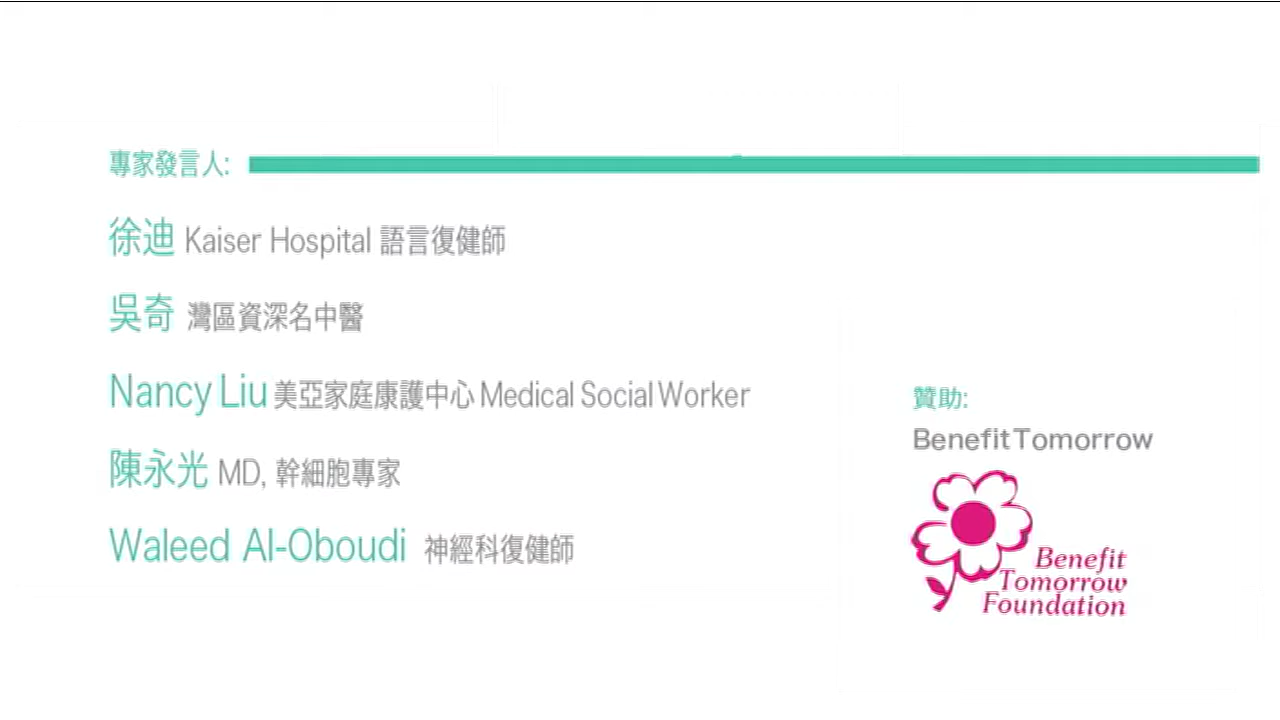 專家發言人:
徐迪 Kaiser Hospital 語言復健師
吳奇 灣區資深名中醫
Nancy Liu 美亞家庭康護中心 Medical Social Worker
陳永光 MD, 幹細胞專家
Waleed Al-Oboudi 神經科復健師
贊助:
BenefitTomorrow
Benefit
Tomorrow
Foundation